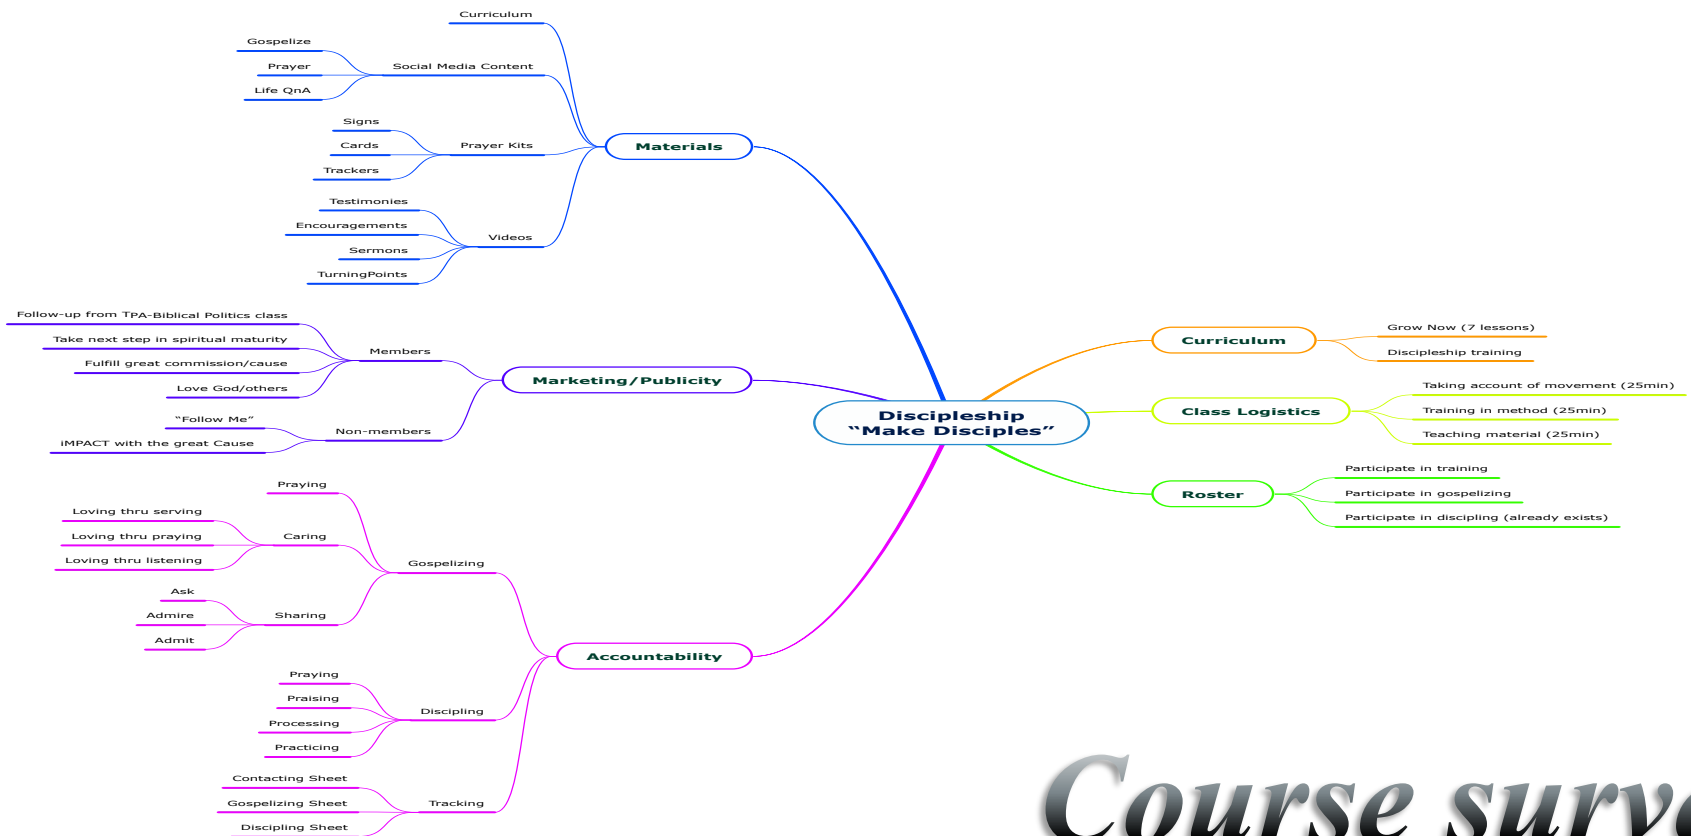 Curriculum
Gospelize
Prayer
Life QnA
Social Media Content
Signs
Cards
Trackers
Prayer Kits
Testimonies
Encouragements
Sermons
TurningPoints
Videos
Materials
Follow-up from TPA-Biblical Politics class
Take next step in spiritual maturity
Fulfill great commission/cause
Love God/others
Members
“Follow Me”
iMPACT with the great Cause
Non-members
Marketing/Publicity
Discipleship
“Make Disciples”
Curriculum
Grow Now (7 lessons)
Discipleship training
Class Logistics
Taking account of movement (25min)
Training in method (25min)
Teaching material (25min)
Roster
Participate in training
Participate in gospelizing
Participate in discipling (already exists)
Praying
Loving thru serving
Loving thru praying
Loving thru listening
Caring
Ask
Admire
Admit
Sharing
Gospelizing
Praying
Praising
Processing
Practicing
Discipling
Contacting Sheet
Gospelizing Sheet
Discipling Sheet
Tracking
Accountability
Course